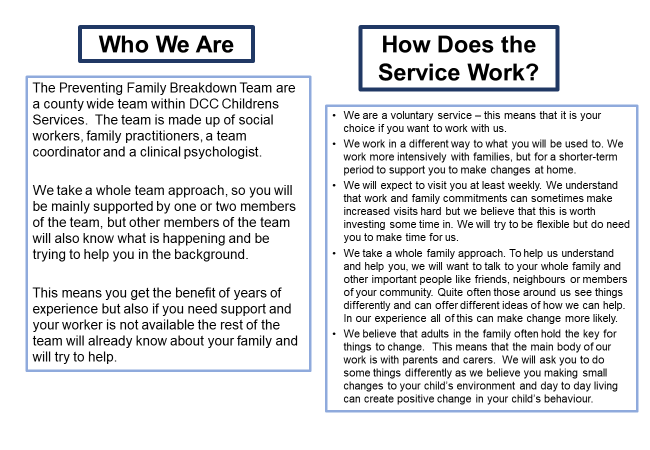 Who We Are
The Preventing Family Breakdown Team are
a county wide team within DCC Childrens
Services.  The team is made up of social
workers, family practitioners, a team
coordinator and a clinical psychologist.
We take a whole team approach, so you will
be mainly supported by one or two members
of the team, but other members of the team
will also know what is happening and be
trying to help you in the background.
This means you get the benefit of years of
experience but also if you need support and
your worker is not available the rest of the
team will already know about your family and
will try to help.
How Does the
Service Work?
• We are a voluntary service – this means that it is your
choice if you want to work with us.
• We work in a different way to what you will be used to. We
work more intensively with families, but for a shorter-term
period to support you to make changes at home.
• We will expect to visit you at least weekly. We understand
that work and family commitments can sometimes make
increased visits hard but we believe that this is worth
investing some time in. We will try to be flexible but do need
you to make time for us.
• We take a whole family approach. To help us understand
and help you, we will want to talk to your whole family and
other important people like friends, neighbours or members
of your community. Quite often those around us see things
differently and can offer different ideas of how we can help.
In our experience all of this can make change more likely.
• We believe that adults in the family often hold the key for
things to change.  This means that the main body of our
work is with parents and carers.  We will ask you to do
some things differently as we believe you making small
changes to your child's environment and day to day living
can create positive change in your child's behaviour.